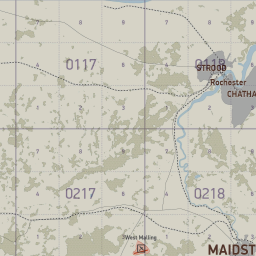 0117
0118
STROOD
Rochester
CHATHA
0217
0218
West Malling
MAIDST